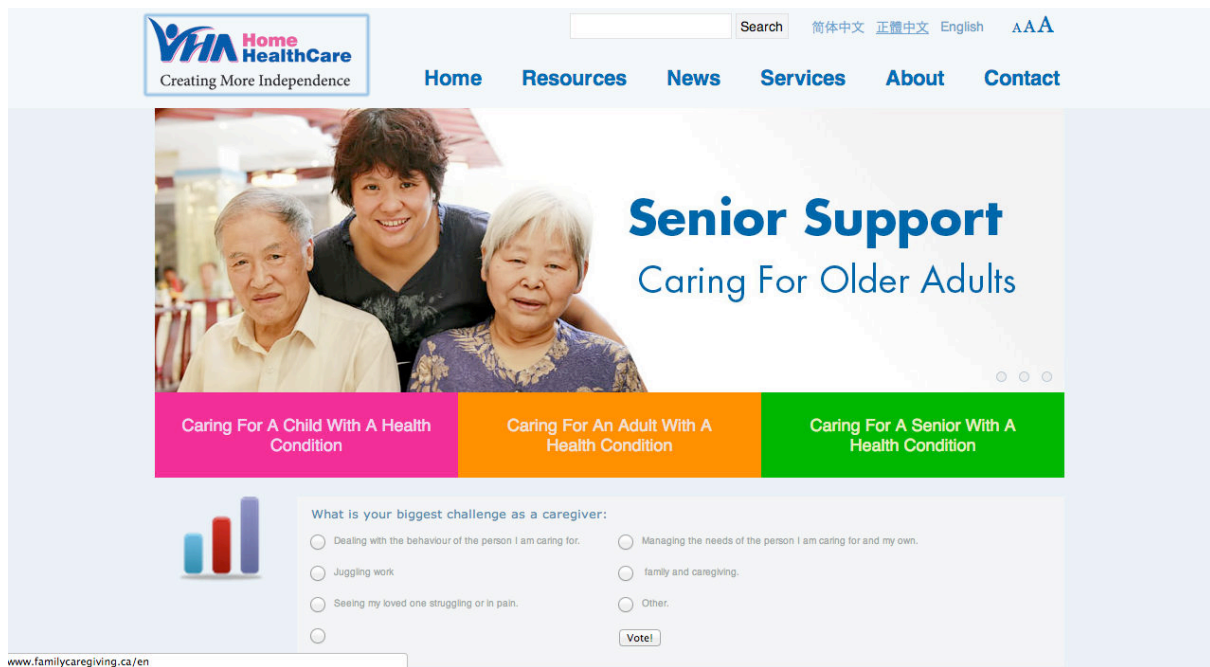 VHA Home
HealthCare
Creating More Independence
Search 简体中文 正體中文 English AAA
Home Resources News Services About Contact
Senior Support
Caring For Older Adults
Caring For A Child With A Health
Condition
Caring For An Adult With A
Health Condition
Caring For A Senior With A
Health Condition
What is your biggest challenge as a caregiver:
Dealing with the behaviour of the person I am caring for.
Managing the needs of the person I am caring for and my own.
Juggling work
family and caregiving.
Seeing my loved one struggling or in pain.
Other.
Vote!
www.familycaregiving.ca/en